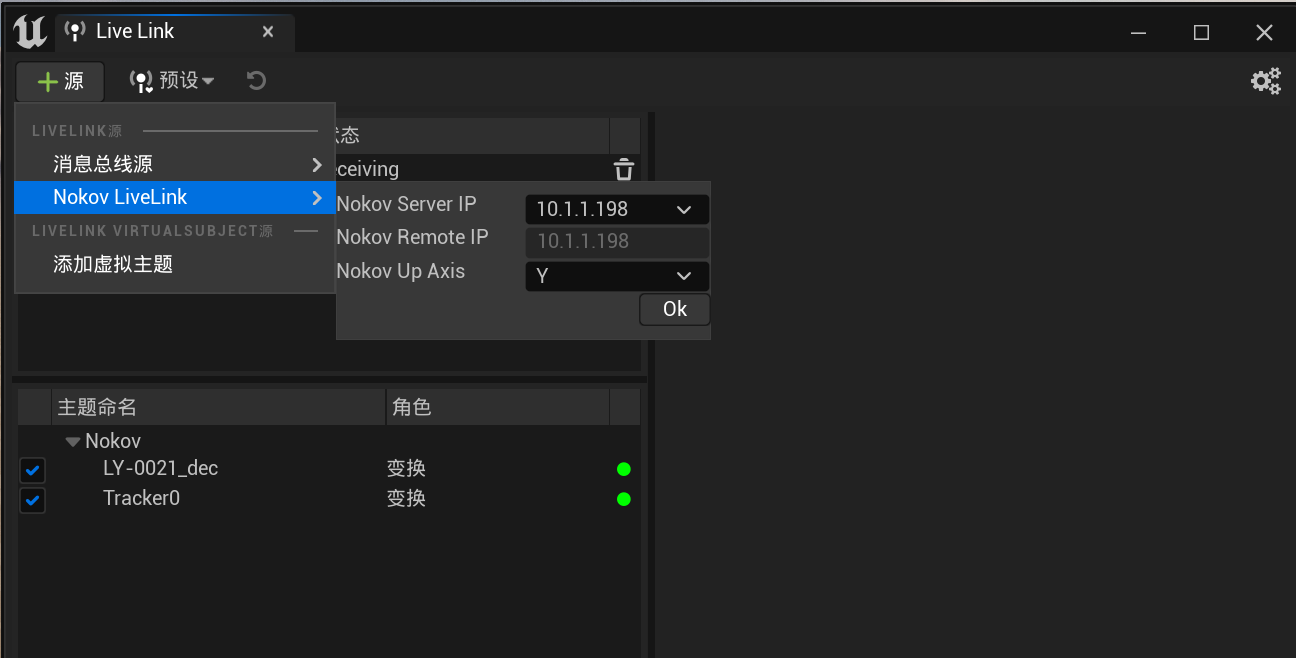 Live Link
源
预设
LIVELINK源
消息总线源
Nokov LiveLink
LIVELINK VIRTUALSUBJECT源
添加虚拟主题
态
ceiving
Nokov Server IP 10.1.1.198
Nokov Remote IP 10.1.1.198
Nokov Up Axis Y
Ok
主题命名 角色
Nokov
LY-0021_dec 变换
Tracker0 变换